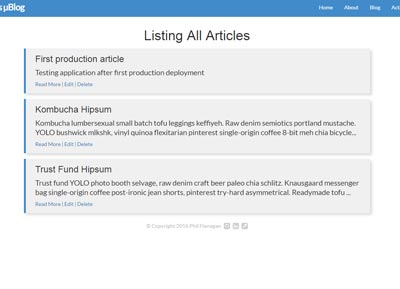 µBlog
Home About Blog
Listing All Articles
First production article
Testing application after first production deployment
Read More | Edit | Delete
Kombucha Hipsum
Kombucha lumbersexual small batch tofu leggings keffiyeh. Raw denim semiotics portland mustache.
YOLO bushwick mlkshk, vinyl quinoa flexitarian pinterest single-origin coffee 8-bit meh chia bicycle...
Read More | Edit | Delete
Trust Fund Hipsum
Trust fund YOLO photo booth selvage, raw denim craft beer paleo chia schlitz. Knausgaard messenger
bag single-origin coffee post-ironic jean shorts, pinterest try-hard asymmetrical. Readymade tofu ...
Read More | Edit | Delete
© Copyright 2016 Phil Flanagan